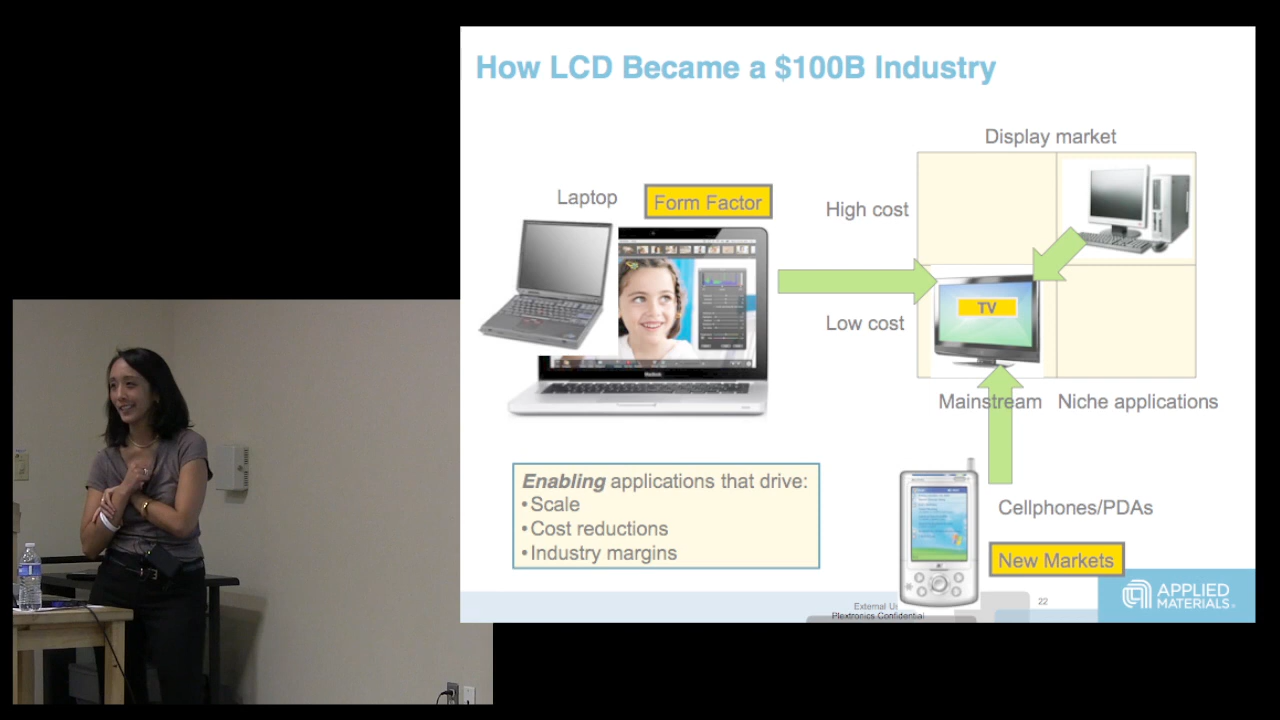 How LCD Became a $100B Industry
Display market
Laptop
Form Factor
High cost
TV
Low cost
Mainstream
Niche applications
Enabling applications that drive:
•Scale
•Cost reductions
•Industry margins
Cellphones/PDAs
New Markets
External
Plextronics Confidential
22
APPLIED
MATERIALS